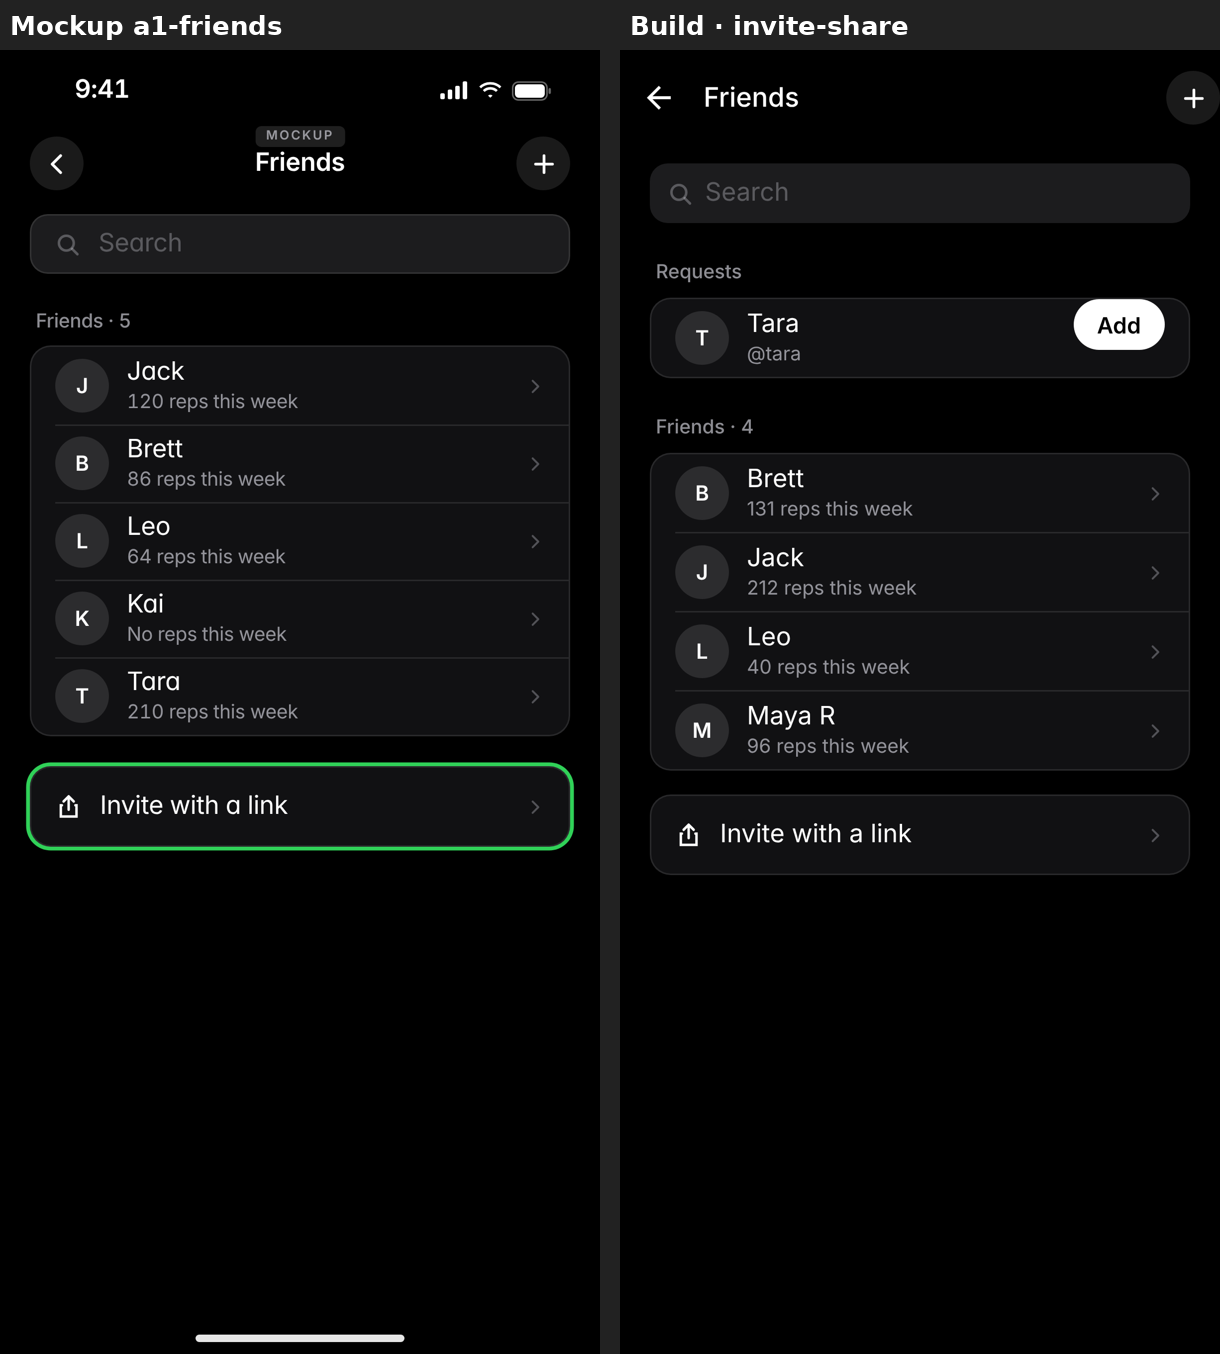 Mockup a1-friends
9:41
MOCKUP
Friends
Search
Friends · 5
J
Jack
120 reps this week
B
Brett
86 reps this week
L
Leo
64 reps this week
K
Kai
No reps this week
T
Tara
210 reps this week
Invite with a link
Build · invite-share
Friends
Search
Requests
T
Tara
@tara
Add
Friends · 4
B
Brett
131 reps this week
J
Jack
212 reps this week
L
Leo
40 reps this week
M
Maya R
96 reps this week
Invite with a link